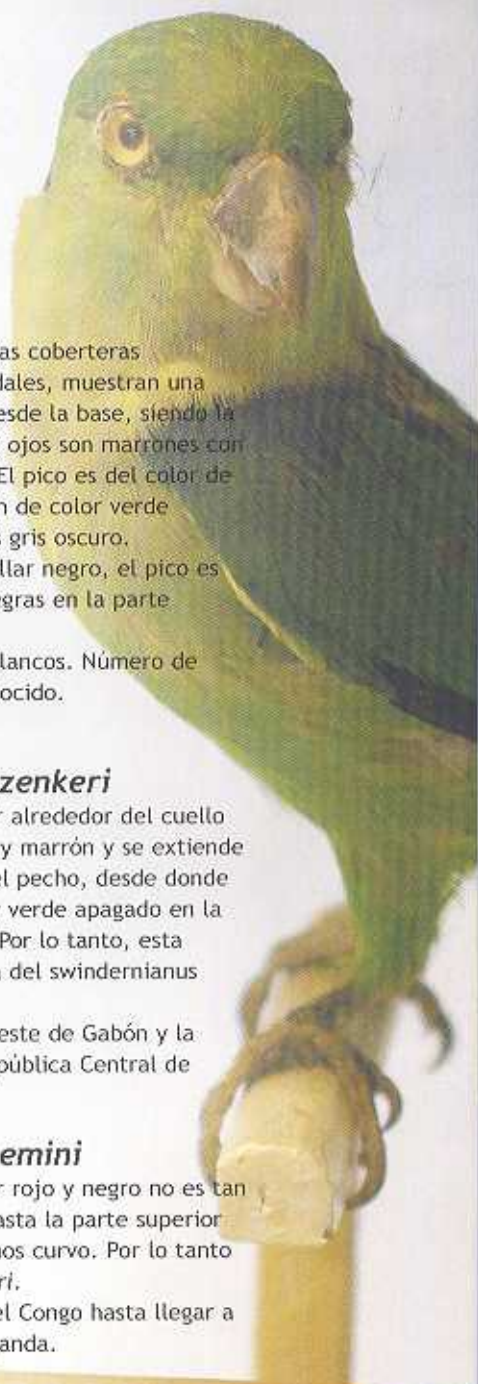 as coberteras
dales, muestran una
esde la base, siendo la
ojos son marrones con
El pico es del color de
n de color verde
gris oscuro.
llar negro, el pico es
egras en la parte
lancos. Número de
ocido.
zenkeri
r alrededor del cuello
y marrón y se extiende
el pecho, desde donde
verde apagado en la
Por lo tanto, esta
del swindernianus
este de Gabón y la
pública Central de
emini
r rojo y negro no es tan
asta la parte superior
nos curvo. Por lo tanto
ri.
el Congo hasta llegar a
anda.